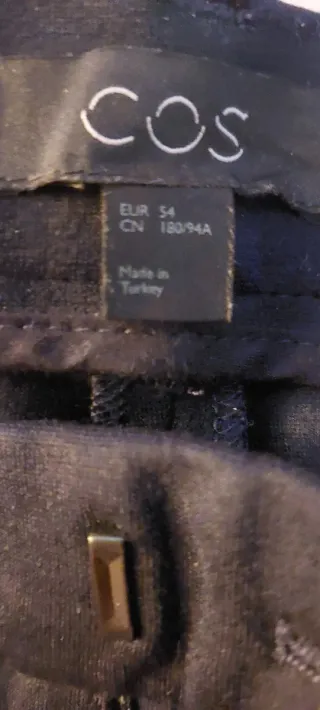 COS
EUR 54
CN 180/94A
Made in
Turkey